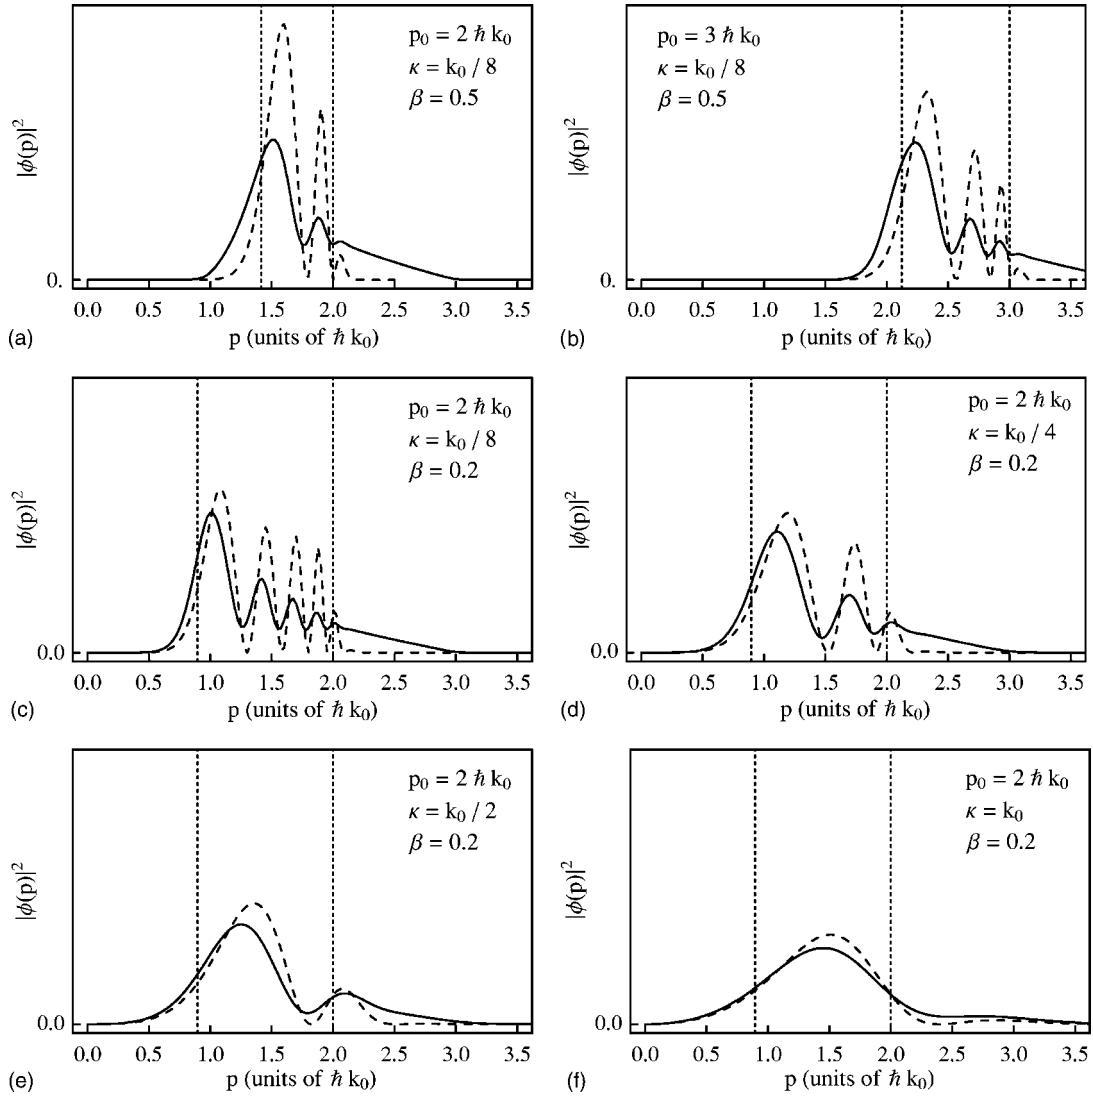 |ϕ(p)|²
p₀ = 2 ℏ k₀
κ = k₀ / 8
β = 0.5
0.
0.0 0.5 1.0 1.5 2.0 2.5 3.0 3.5
(a) p (units of ℏ k₀)
|ϕ(p)|²
p₀ = 3 ℏ k₀
κ = k₀ / 8
β = 0.5
0.0 0.5 1.0 1.5 2.0 2.5 3.0 3.5
(b) p (units of ℏ k₀)
|ϕ(p)|²
p₀ = 2 ℏ k₀
κ = k₀ / 8
β = 0.2
0.0
0.0 0.5 1.0 1.5 2.0 2.5 3.0 3.5
(c) p (units of ℏ k₀)
|ϕ(p)|²
p₀ = 2 ℏ k₀
κ = k₀ / 4
β = 0.2
0.0
0.0 0.5 1.0 1.5 2.0 2.5 3.0 3.5
(d) p (units of ℏ k₀)
|ϕ(p)|²
p₀ = 2 ℏ k₀
κ = k₀ / 2
β = 0.2
0.0
0.0 0.5 1.0 1.5 2.0 2.5 3.0 3.5
(e) p (units of ℏ k₀)
|ϕ(p)|²
p₀ = 2 ℏ k₀
κ = k₀
β = 0.2
0.0
0.0 0.5 1.0 1.5 2.0 2.5 3.0 3.5
(f) p (units of ℏ k₀)